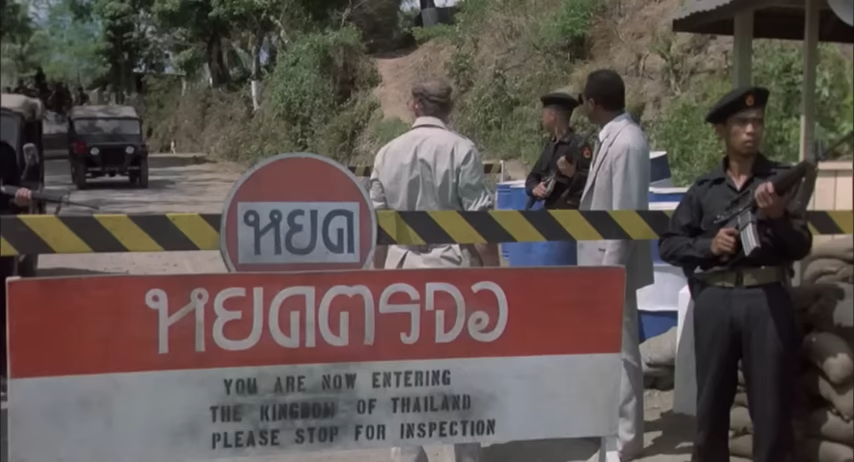 หยุด
หยุดตรวจ
YOU ARE NOW ENTERING
THE KINGDOM OF THAILAND
PLEASE STOP FOR INSPECTION